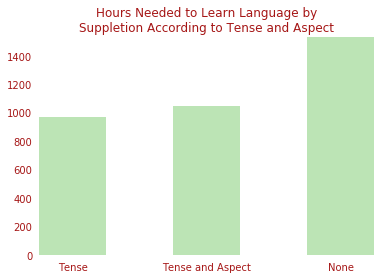 Hours Needed to Learn Language by
Suppletion According to Tense and Aspect
1400
1200
1000
800
600
400
200
0
Tense
Tense and Aspect
None